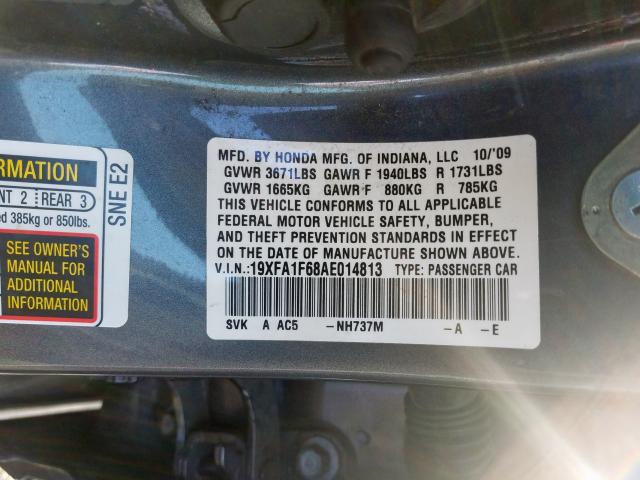 ORMATION
NT 2 REAR 3
ed 385kg or 850lbs.
SEE OWNER'S
MANUAL FOR
ADDITIONAL
INFORMATION
SNE E2
MFD. BY HONDA MFG. OF INDIANA, LLC 10/'09
GVWR 3671LBS GAWR F 1940LBS R 1731LBS
GVWR 1665KG GAWR F 880KG R 785KG
THIS VEHICLE CONFORMS TO ALL APPLICABLE
FEDERAL MOTOR VEHICLE SAFETY, BUMPER,
AND THEFT PREVENTION STANDARDS IN EFFECT
ON THE DATE OF MANUFACTURE SHOWN ABOVE.
V.I.N.:19XFA1F68AE014813 TYPE: PASSENGER CAR
SVK A AC5 -NH737M -A -E